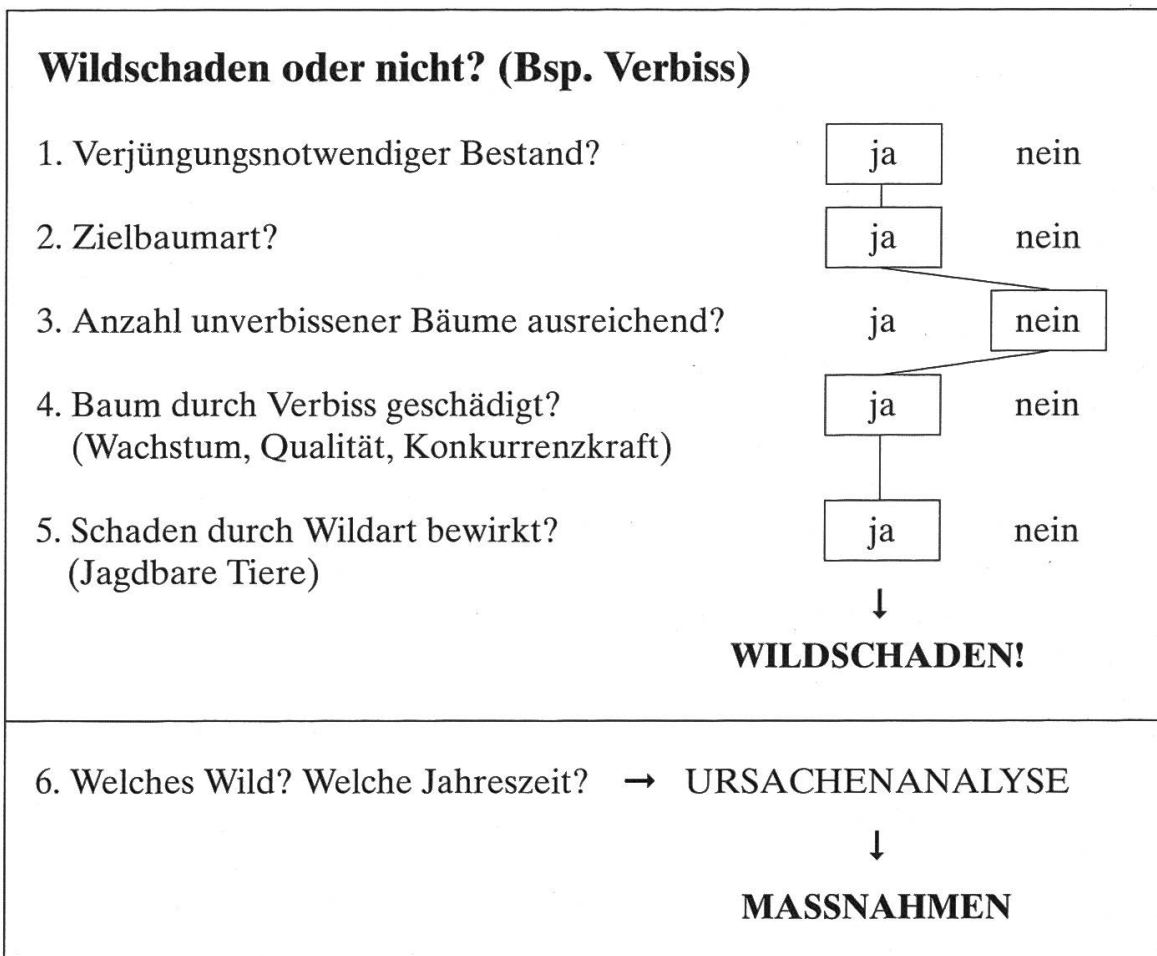 Wildschaden oder nicht? (Bsp. Verbiss)
1. Verjüngungsnotwendiger Bestand? ja nein
2. Zielbaumart? ja nein
3. Anzahl unverbissener Bäume ausreichend? ja nein
4. Baum durch Verbiss geschädigt? ja nein
(Wachstum, Qualität, Konkurrenzkraft)
5. Schaden durch Wildart bewirkt? ja nein
(Jagdbare Tiere)
↓
WILDSCHADEN!
6. Welches Wild? Welche Jahreszeit? → URSACHENANALYSE
↓
MASSNAHMEN